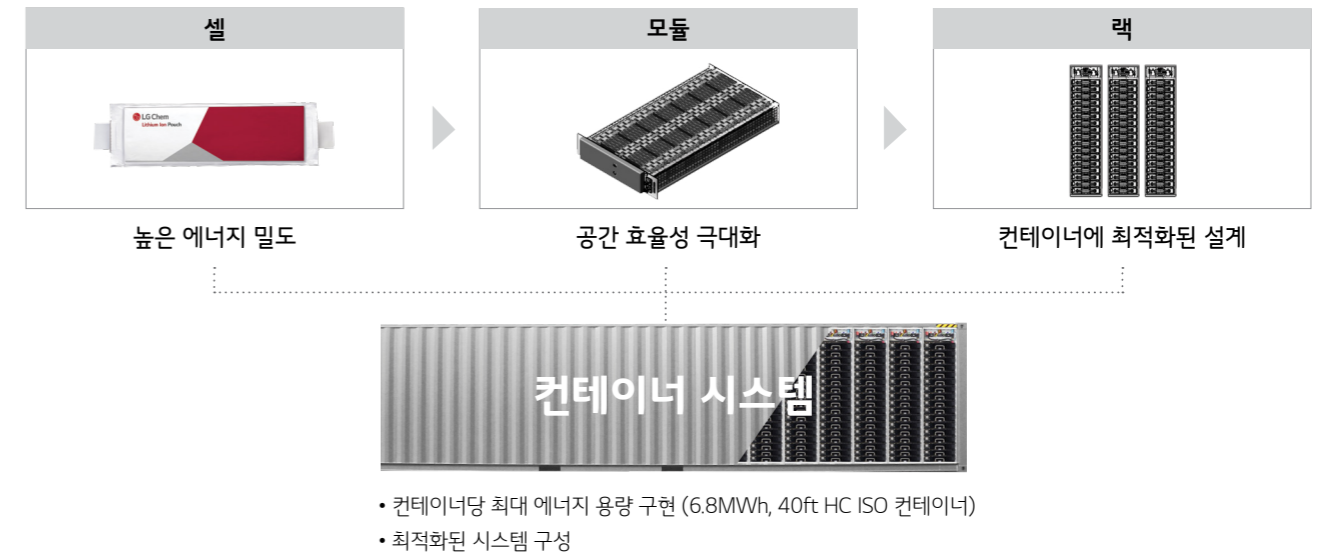 셀
모듈
랙
LG Chem
Lithium Ion Pouch
높은 에너지 밀도
공간 효율성 극대화
컨테이너에 최적화된 설계
컨테이너 시스템
• 컨테이너당 최대 에너지 용량 구현 (6.8MWh, 40ft HC ISO 컨테이너)
• 최적화된 시스템 구성